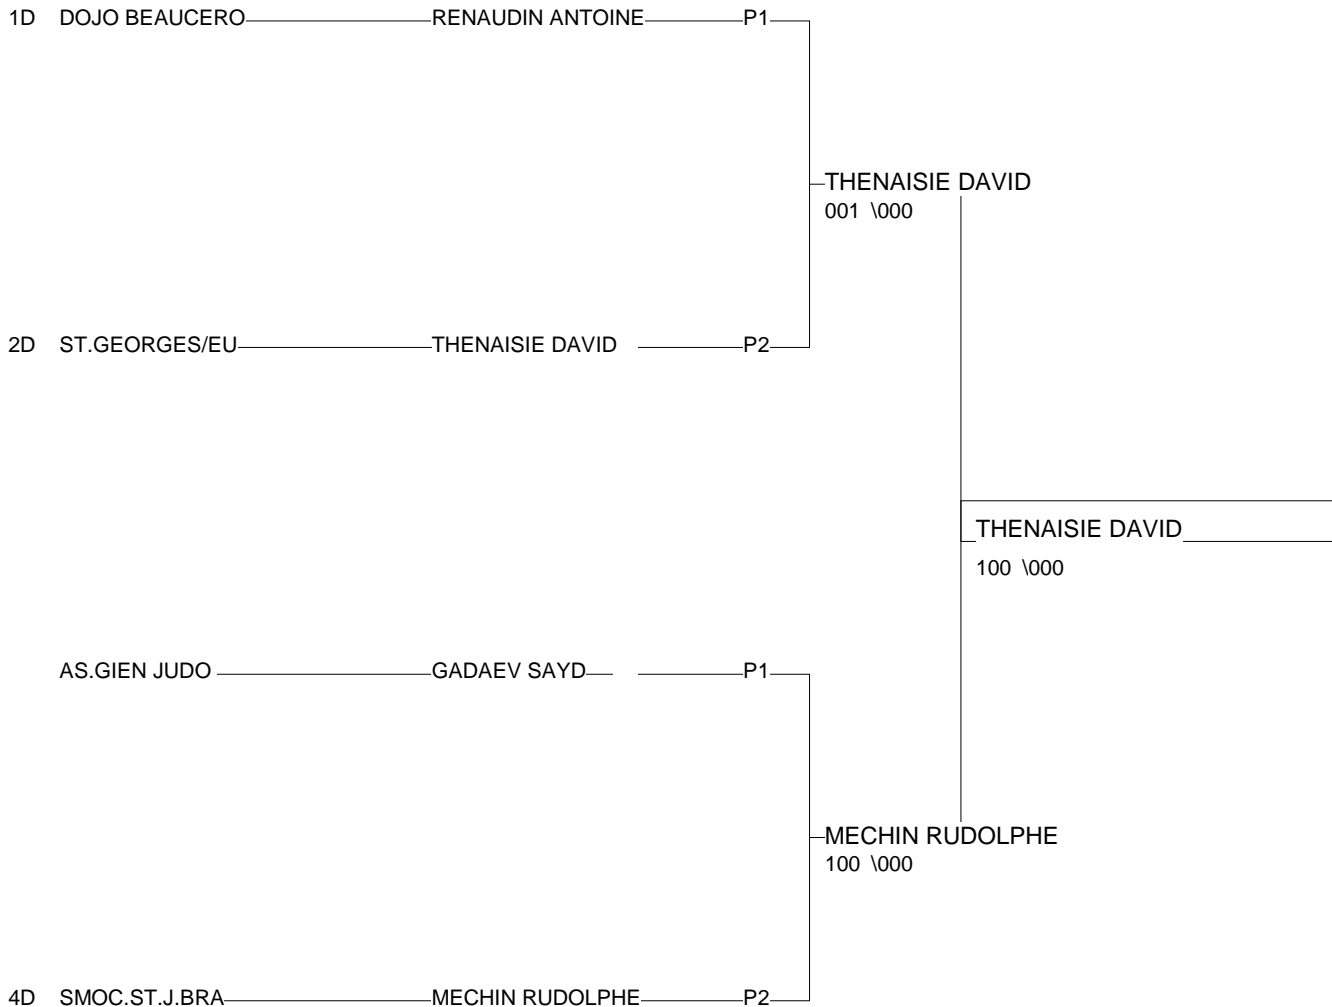 1D DOJO BEAUCERO RENAUDIN ANTOINE P1
THENAISIE DAVID
001 \000
2D ST.GEORGES/EU THENAISIE DAVID P2
THENAISIE DAVID
100 \000
AS.GIEN JUDO GADAEV SAYD P1
MECHIN RUDOLPHE
100 \000
4D SMOC.ST.J.BRA MECHIN RUDOLPHE P2